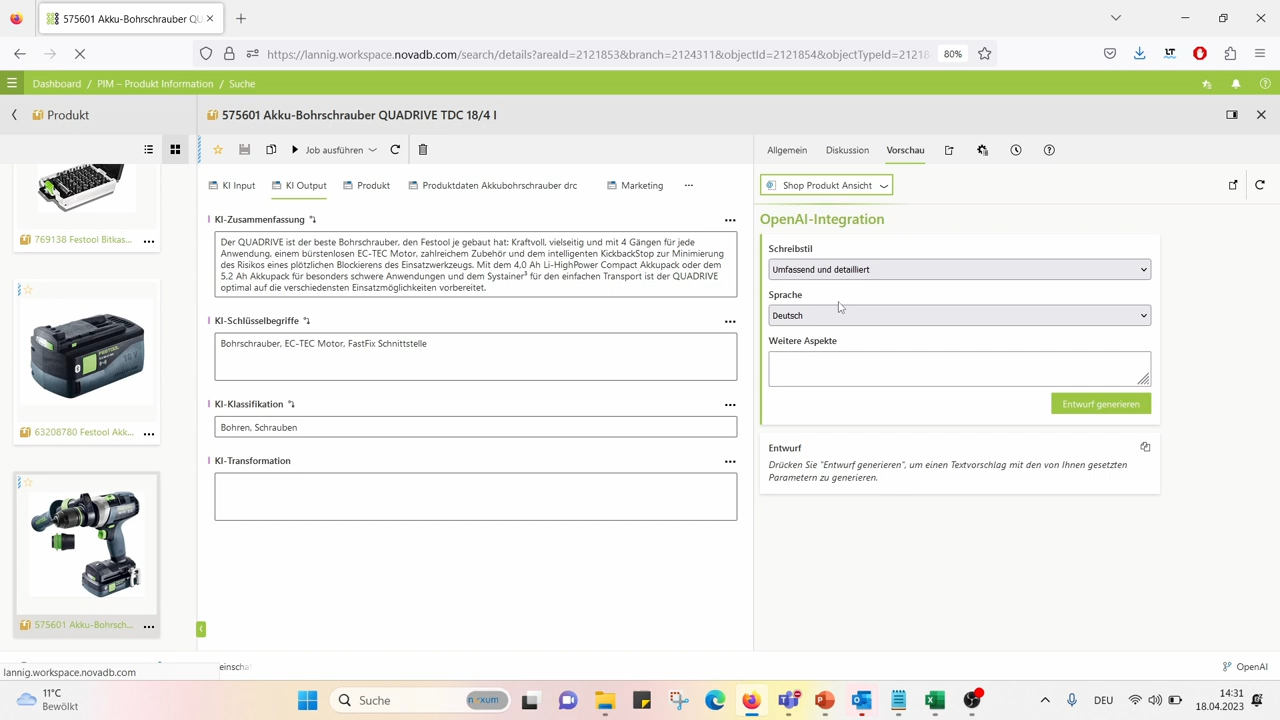 575601 Akku-Bohrschrauber QU
https://lannig.workspace.novadb.com/search/details?areaId=2121853&branch=2124311&objectId=2121854&objectTypeId=21218
80%
Dashboard / PIM – Produkt Information / Suche
Produkt
575601 Akku-Bohrschrauber QUADRIVE TDC 18/4 I
Job ausführen
Allgemein
Diskussion
Vorschau
KI Input
KI Output
Produkt
Produktdaten Akkubohrschrauber drc
Marketing
Shop Produkt Ansicht
769138 Festool Bitkas...
63208780 Festool Akk...
575601 Akku-Bohrsch...
KI-Zusammenfassung
Der QUADRIVE ist der beste Bohrschrauber, den Festool je gebaut hat: Kraftvoll, vielseitig und mit 4 Gängen für jede
Anwendung, einem bürstenlosen EC-TEC Motor, zahlreichem Zubehör und dem intelligenten KickbackStop zur Minimierung
des Risikos eines plötzlichen Blockierens des Einsatzwerkzeugs. Mit dem 4.0 Ah Li-HighPower Compact Akkupack oder dem
5.2 Ah Akkupack für besonders schwere Anwendungen und dem Systainer³ für den einfachen Transport ist der QUADRIVE
optimal auf die verschiedensten Einsatzmöglichkeiten vorbereitet.
KI-Schlüsselbegriffe
Bohrschrauber, EC-TEC Motor, FastFix Schnittstelle
KI-Klassifikation
Bohren, Schrauben
KI-Transformation
OpenAI-Integration
Schreibstil
Umfassend und detailliert
Sprache
Deutsch
Weitere Aspekte
Entwurf generieren
Entwurf
Drücken Sie "Entwurf generieren", um einen Textvorschlag mit den von Ihnen gesetzten
Parametern zu generieren.
lannig.workspace.novadb.com
OpenAI
11°C
Bewölkt
Suche
DEU
14:31
18.04.2023